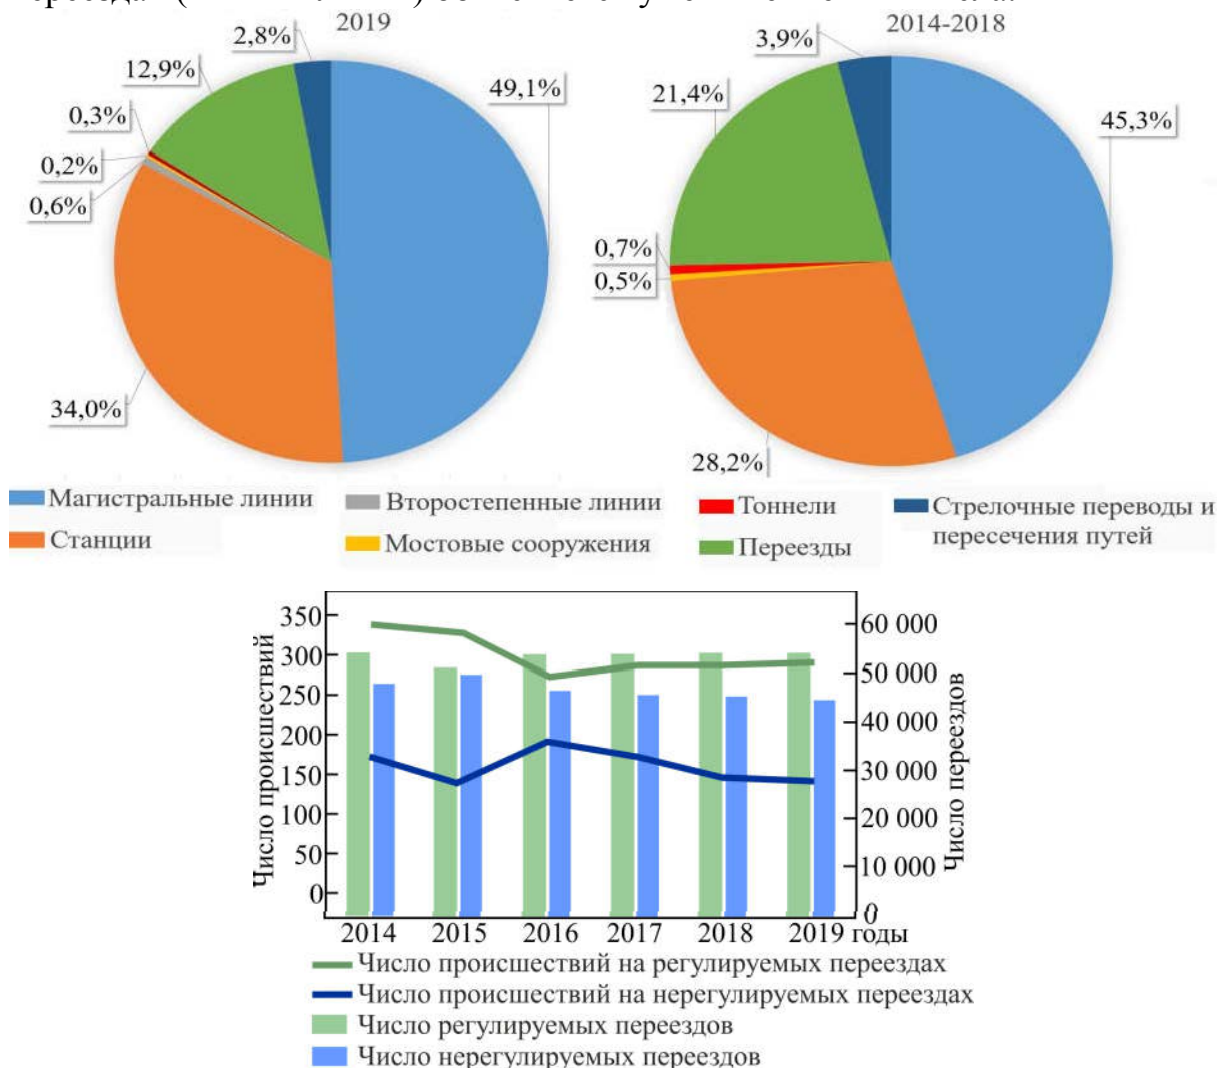 2019
2,8%
12,9%
49,1%
0,3%
0,2%
0,6%
34,0%
2014-2018
3,9%
21,4%
45,3%
0,7%
0,5%
28,2%
Магистральные линии
Второстепенные линии
Тоннели
Стрелочные переводы и
пересечения путей
Станции
Мостовые сооружения
Переезды
Число происшествий
350
300
250
200
150
100
50
0
60 000
50 000
40 000
30 000
20 000
10 000
0
Число переездов
2014 2015 2016 2017 2018 2019 годы
Число происшествий на регулируемых переездах
Число происшествий на нерегулируемых переездах
Число регулируемых переездов
Число нерегулируемых переездов